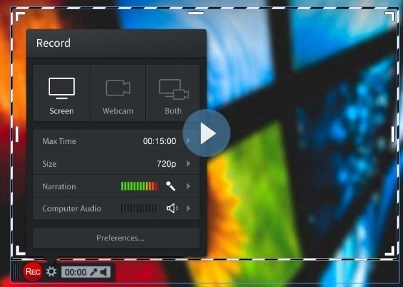 Record
Screen Webcam Both
Max Time 00:15:00
Size 720p
Narration
Computer Audio
Preferences...
REC 00:00